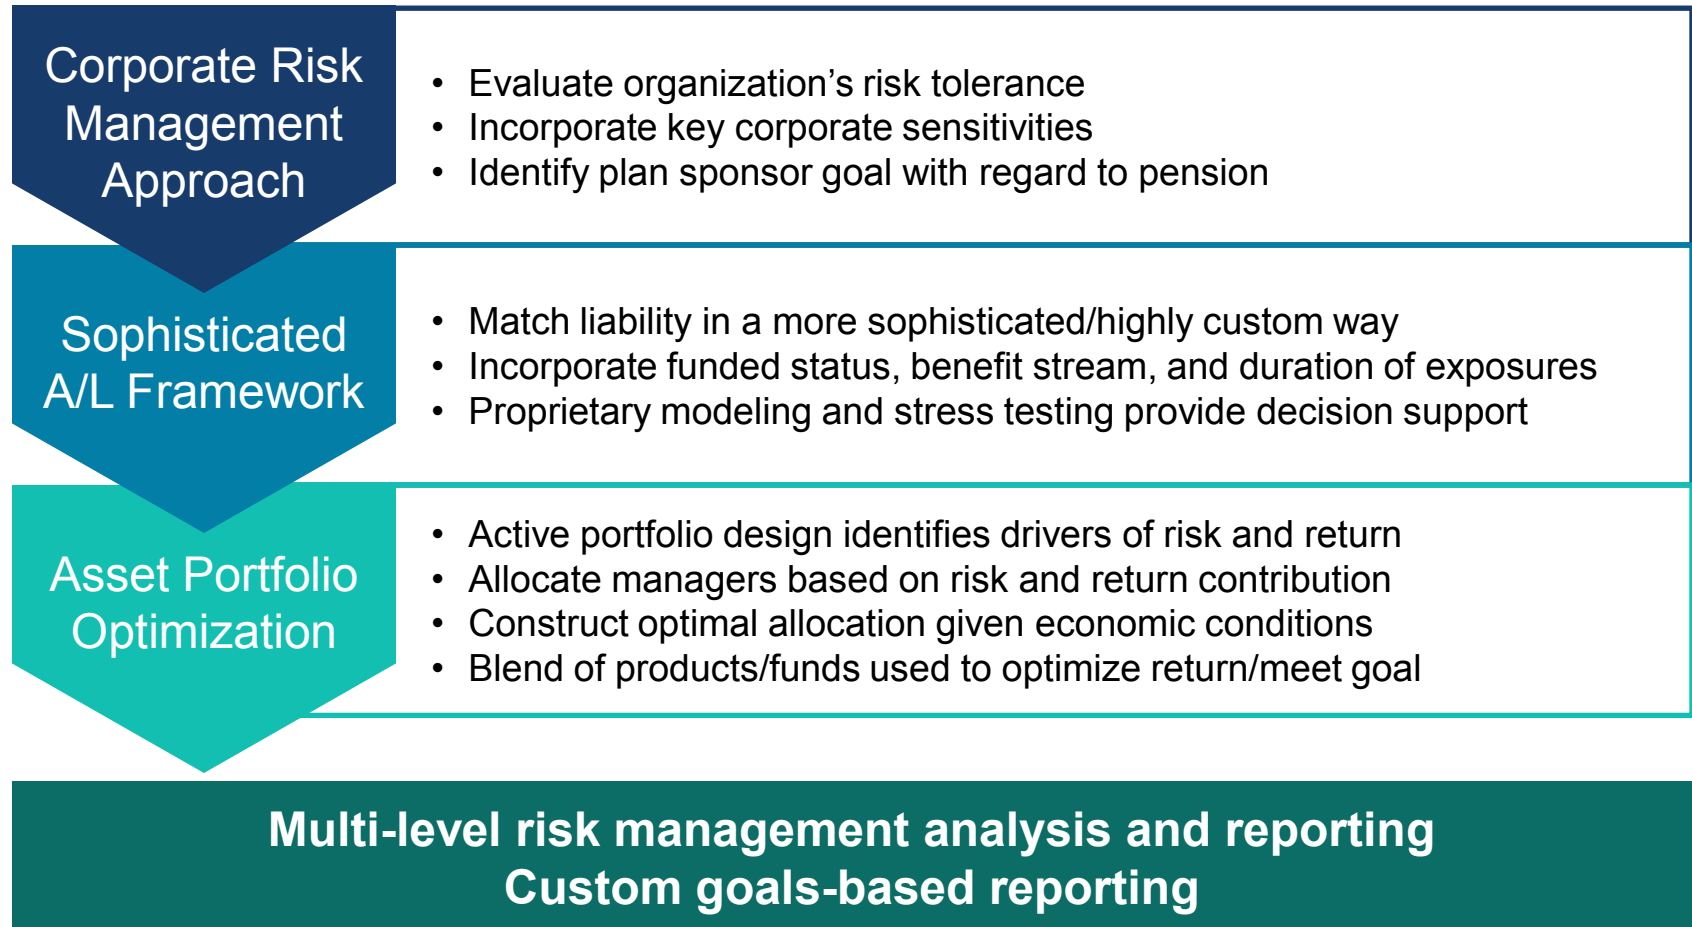 Corporate Risk
Management
Approach
• Evaluate organization’s risk tolerance
• Incorporate key corporate sensitivities
• Identify plan sponsor goal with regard to pension
Sophisticated
A/L Framework
• Match liability in a more sophisticated/highly custom way
• Incorporate funded status, benefit stream, and duration of exposures
• Proprietary modeling and stress testing provide decision support
Asset Portfolio
Optimization
• Active portfolio design identifies drivers of risk and return
• Allocate managers based on risk and return contribution
• Construct optimal allocation given economic conditions
• Blend of products/funds used to optimize return/meet goal
Multi-level risk management analysis and reporting
Custom goals-based reporting